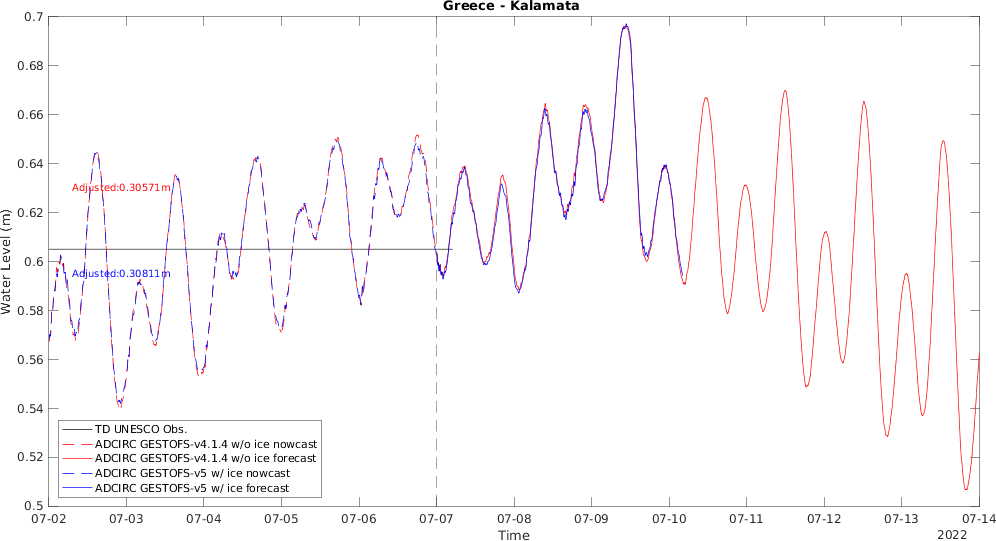 Greece - Kalamata
0.7
0.68
0.66
0.64
0.62
0.6
0.58
0.56
0.54
0.52
0.5
Water Level (m)
Adjusted:0.30571m
Adjusted:0.30811m
TD UNESCO Obs.
ADCIRC GESTOFS-v4.1.4 w/o ice nowcast
ADCIRC GESTOFS-v4.1.4 w/o ice forecast
ADCIRC GESTOFS-v5 w/ ice nowcast
ADCIRC GESTOFS-v5 w/ ice forecast
07-02 07-03 07-04 07-05 07-06 07-07 07-08 07-09 07-10 07-11 07-12 07-13 07-14
Time
2022